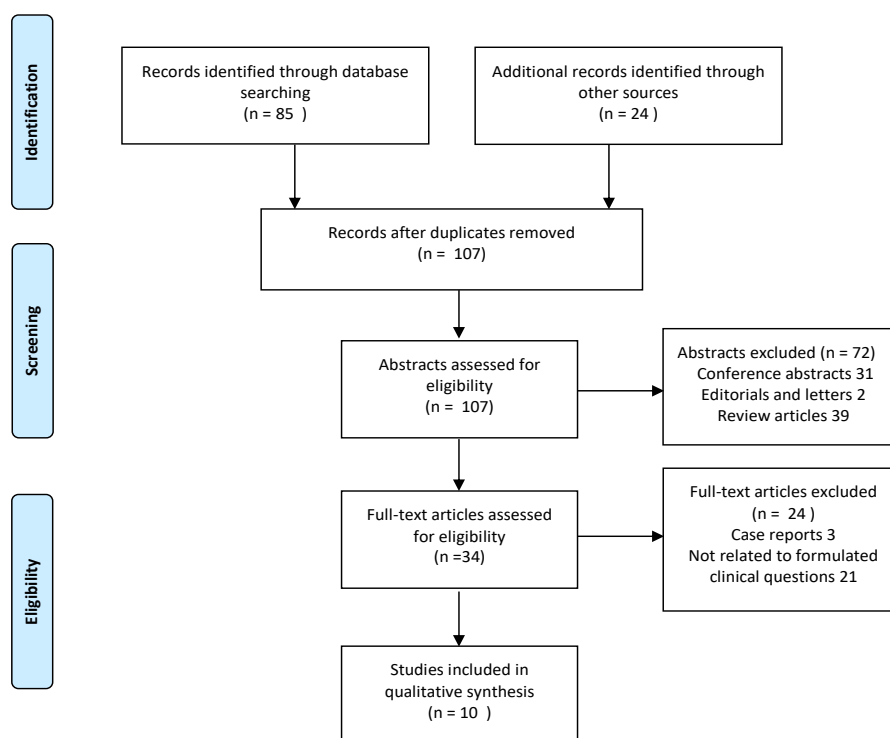 Identification
Records identified through database
searching
(n = 85 )
Additional records identified through
other sources
(n = 24 )
Records after duplicates removed
(n = 107)
Screening
Abstracts assessed for
eligibility
(n = 107)
Abstracts excluded (n = 72)
Conference abstracts 31
Editorials and letters 2
Review articles 39
Eligibility
Full-text articles assessed
for eligibility
(n =34)
Full-text articles excluded
(n = 24 )
Case reports 3
Not related to formulated
clinical questions 21
Studies included in
qualitative synthesis
(n = 10 )